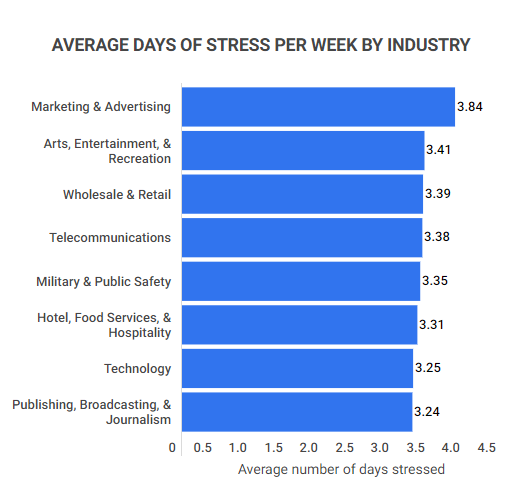 AVERAGE DAYS OF STRESS PER WEEK BY INDUSTRY
Marketing & Advertising 3.84
Arts, Entertainment, &
Recreation 3.41
Wholesale & Retail 3.39
Telecommunications 3.38
Military & Public Safety 3.35
Hotel, Food Services, &
Hospitality 3.31
Technology 3.25
Publishing, Broadcasting, &
Journalism 3.24
0 0.5 1.0 1.5 2.0 2.5 3.0 3.5 4.0 4.5
Average number of days stressed